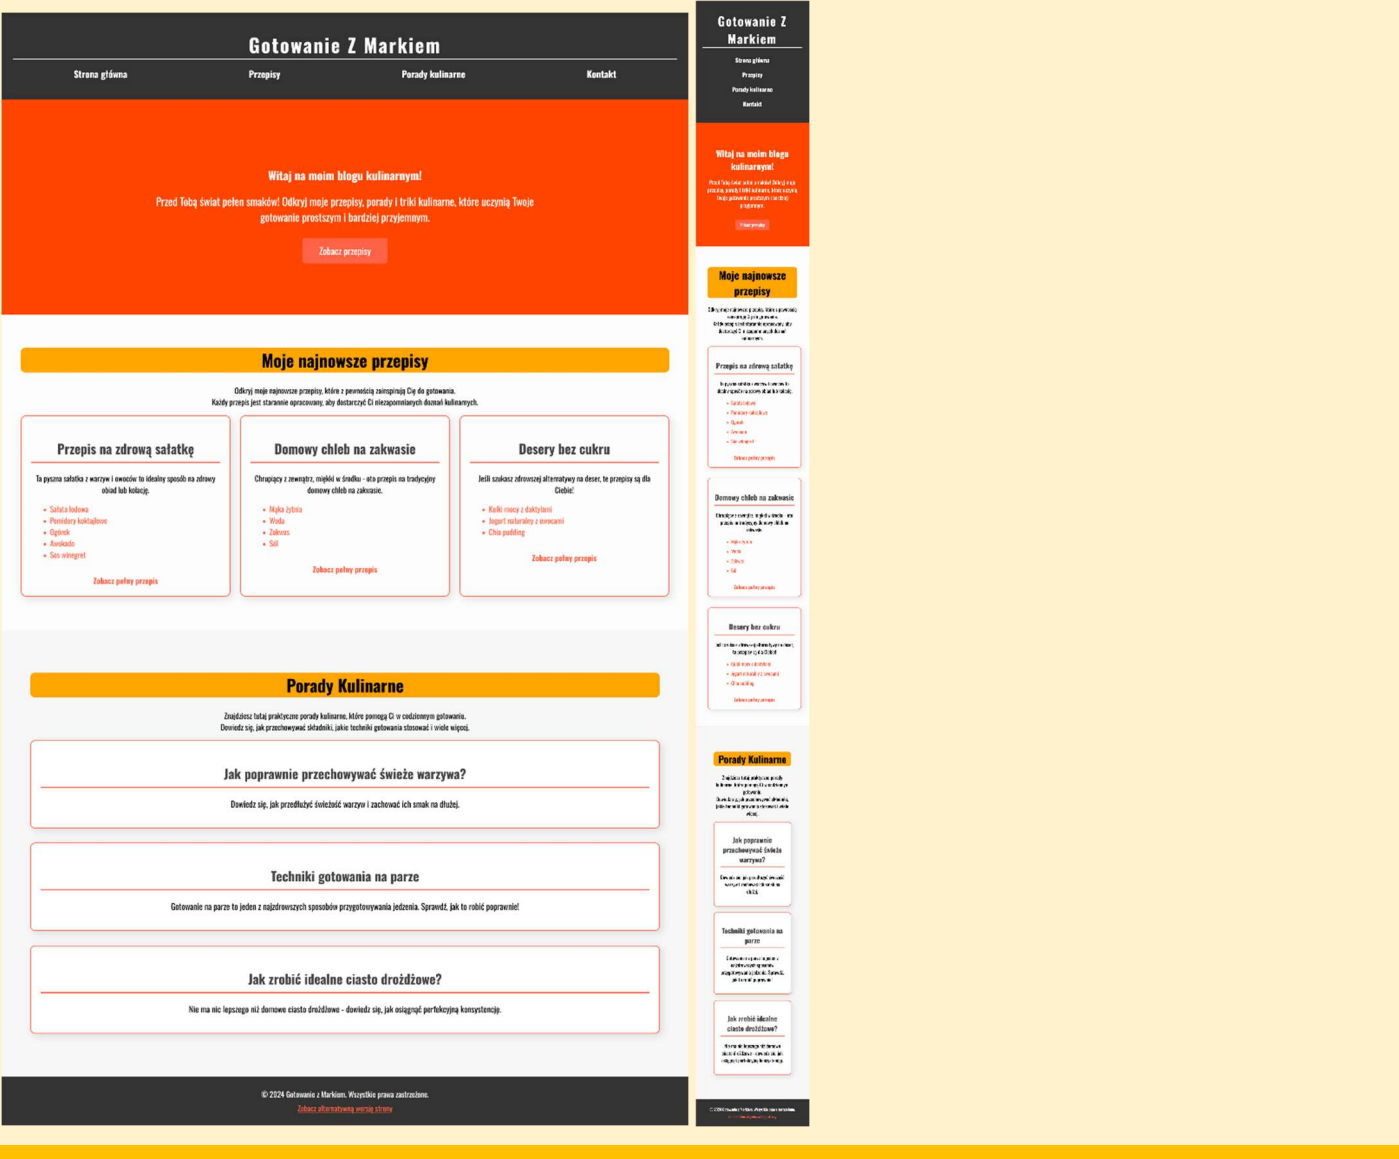 Gotowanie Z Markiem
Strona główna
Przepisy
Porady kulinarne
Kontakt
Witaj na moim blogu kulinarnym!
Przed Tobą świat pełen smaków! Odkryj moje przepisy, porady i triki kulinarne, które uczynią Twoje
gotowanie prostszym i bardziej przyjemnym.
Zobacz przepisy
Moje najnowsze przepisy
Odkryj moje najnowsze przepisy, które z pewnością zainspirują Cię do gotowania.
Każdy przepis jest starannie opracowany, aby dostarczyć Ci niezapomnianych doznań kulinarnych.
Przepis na zdrową sałatkę
Ta pyszna sałatka z warzyw i owoców to idealny sposób na zdrowy
obiad lub kolację.
Sałata lodowa
Pomidory koktajlowe
Ogórek
Awokado
Sos winegret
Zobacz pełny przepis
Domowy chleb na zakwasie
Chrupiący z zewnątrz, miękki w środku - oto przepis na tradycyjny
domowy chleb na zakwasie.
Mąka żytnia
Woda
Zakwas
Sól
Zobacz pełny przepis
Desery bez cukru
Jeśli szukasz zdrowszej alternatywy na deser, te przepisy są dla
Ciebie!
Kulki mocy z daktylami
Jogurt naturalny z owocami
Chia pudding
Zobacz pełny przepis
Porady Kulinarne
Znajdziesz tutaj praktyczne porady kulinarne, które pomogą Ci w codziennym gotowaniu.
Dowiedz się, jak przechowywać składniki, jakie techniki gotowania stosować i wiele więcej.
Jak poprawnie przechowywać świeże warzywa?
Dowiedz się, jak przedłużyć świeżość warzyw i zachować ich smak na dłużej.
Techniki gotowania na parze
Gotowanie na parze to jeden z najzdrowszych sposobów przygotowywania jedzenia. Sprawdź, jak to robić poprawnie!
Jak zrobić idealne ciasto drożdżowe?
Nie ma nic lepszego niż domowe ciasto drożdżowe - dowiedz się, jak osiągnąć perfekcyjną konsystencję.
© 2024 Gotowanie z Markiem. Wszystkie prawa zastrzeżone.
Zobacz alternatywną wersję strony
Gotowanie Z
Markiem
Strona główna
Przepisy
Porady kulinarne
Kontakt
Witaj na moim blogu
kulinarnym!
Moje najnowsze
przepisy
Przepis na zdrową sałatkę
Zobacz pełny przepis
Domowy chleb na zakwasie
Zobacz pełny przepis
Desery bez cukru
Zobacz pełny przepis
Porady Kulinarne
Jak poprawnie
przechowywać świeże
warzywa?
Techniki gotowania na
parze
Jak zrobić idealne
ciasto drożdżowe?